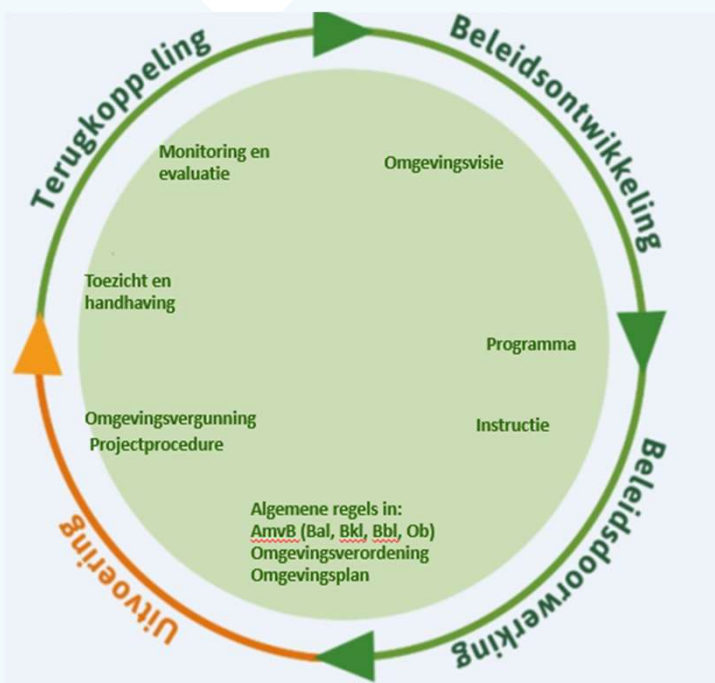 Terugkoppeling
Beleidsontwikkeling
Monitoring en
evaluatie
Omgevingsvisie
Toezicht en
handhaving
Programma
Omgevingsvergunning
Projectprocedure
Instructie
Algemene regels in:
AmvB (Bal, Bkl, Bbl, Ob)
Omgevingsverordening
Omgevingsplan
Uitvoering
Beleidsdoorwerking